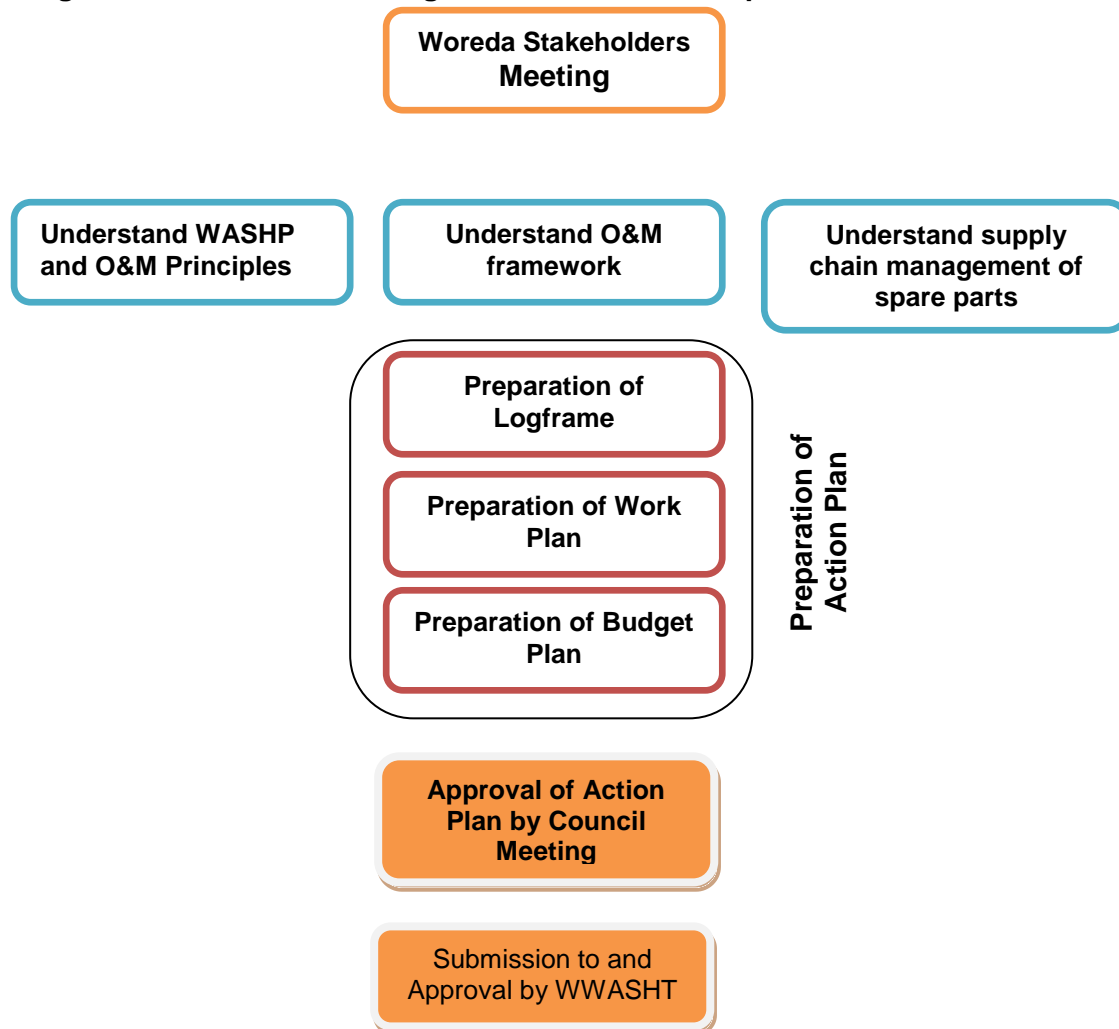 Woreda Stakeholders
Meeting
Understand WASHP
and O&M Principles
Understand O&M
framework
Understand supply
chain management of
spare parts
Preparation of
Logframe
Preparation of Work
Plan
Preparation of Budget
Plan
Preparation of
Action Plan
Approval of Action
Plan by Council
Meeting
Submission to and
Approval by WWASHT